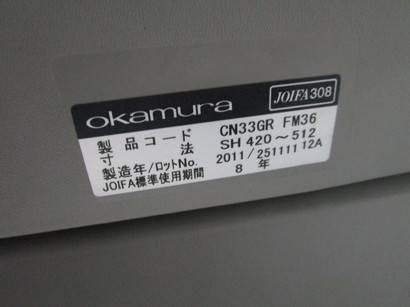 okamura JOIFA308
製品コード CN33GR FM36
寸法 SH 420～512
製造年/ロットNo. 2011/251111 12A
JOIFA標準使用期間 8 年